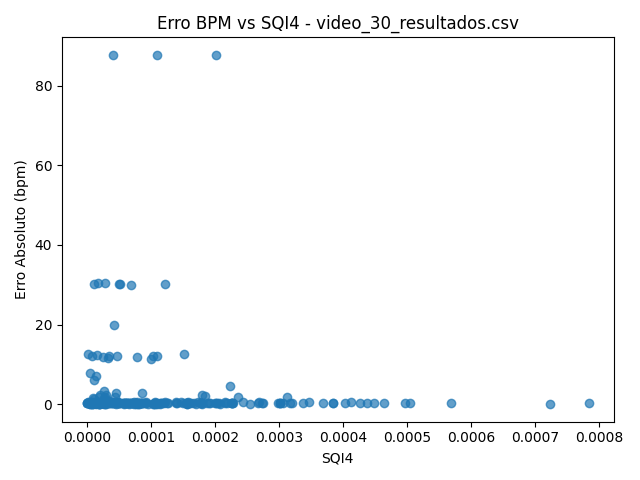 Erro BPM vs SQI4 - video_30_resultados.csv
Erro Absoluto (bpm)
80
60
40
20
0
0.0000 0.0001 0.0002 0.0003 0.0004 0.0005 0.0006 0.0007 0.0008
SQI4